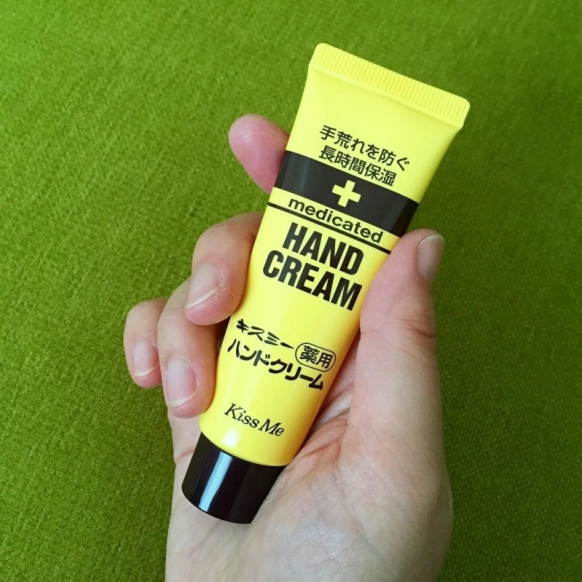 手荒れを防ぐ
長時間保湿
medicated
HAND
CREAM
キスミー 薬用
ハンドクリーム
Kiss Me